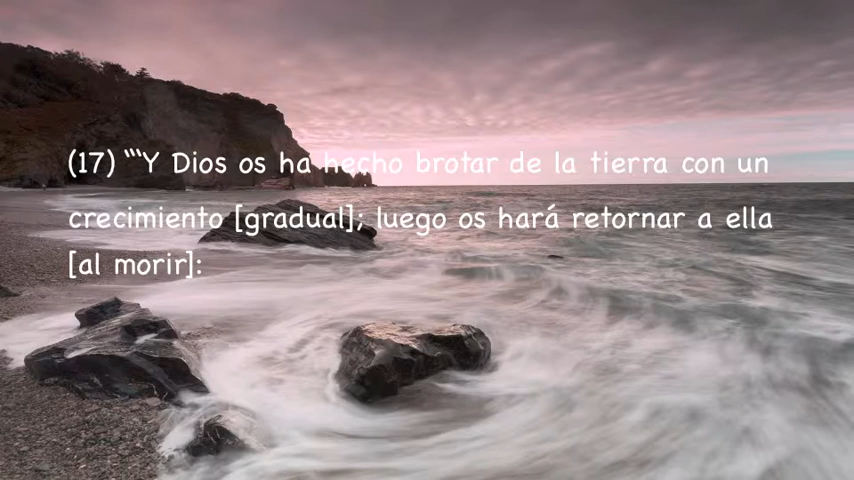 (17) “‘Y Dios os ha hecho brotar de la tierra con un
crecimiento [gradual]; luego os hará retornar a ella
[al morir]: